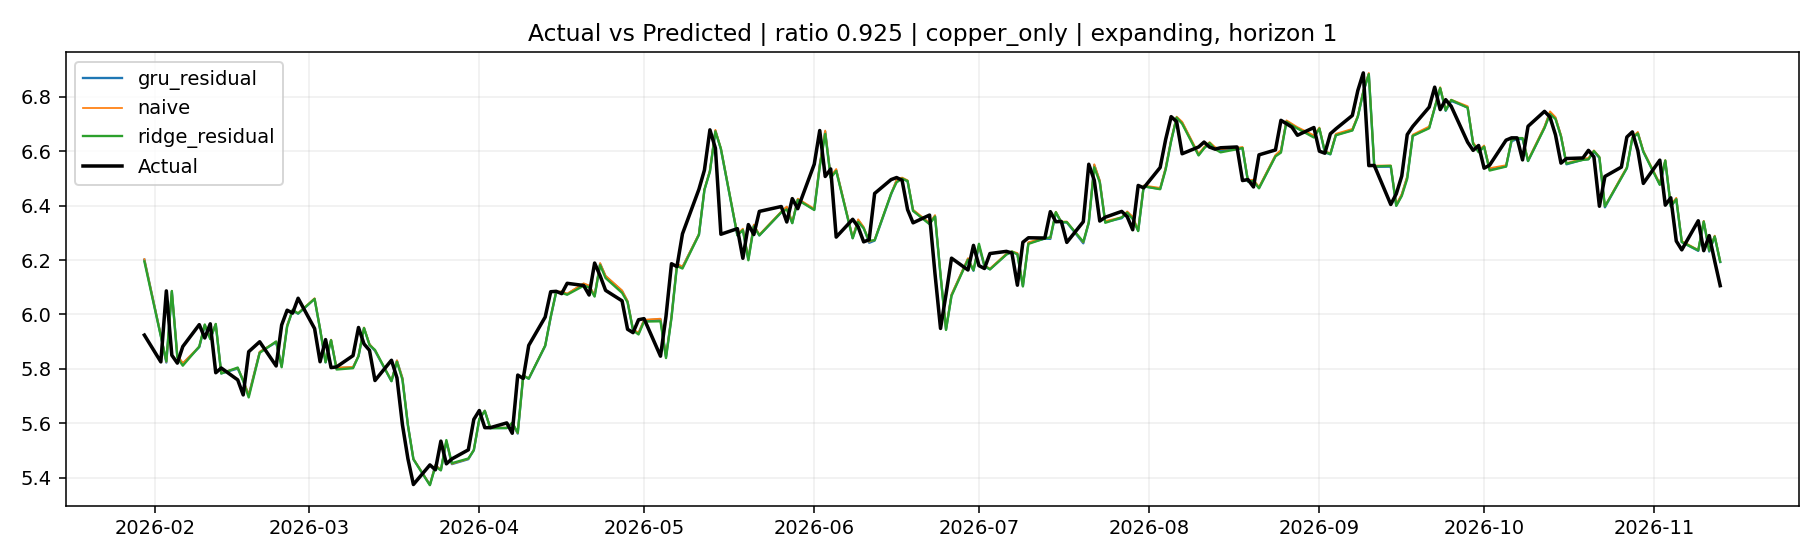 Actual vs Predicted | ratio 0.925 | copper_only | expanding, horizon 1
gru_residual
naive
ridge_residual
Actual
6.8
6.6
6.4
6.2
6.0
5.8
5.6
5.4
2026-02 2026-03 2026-04 2026-05 2026-06 2026-07 2026-08 2026-09 2026-10 2026-11